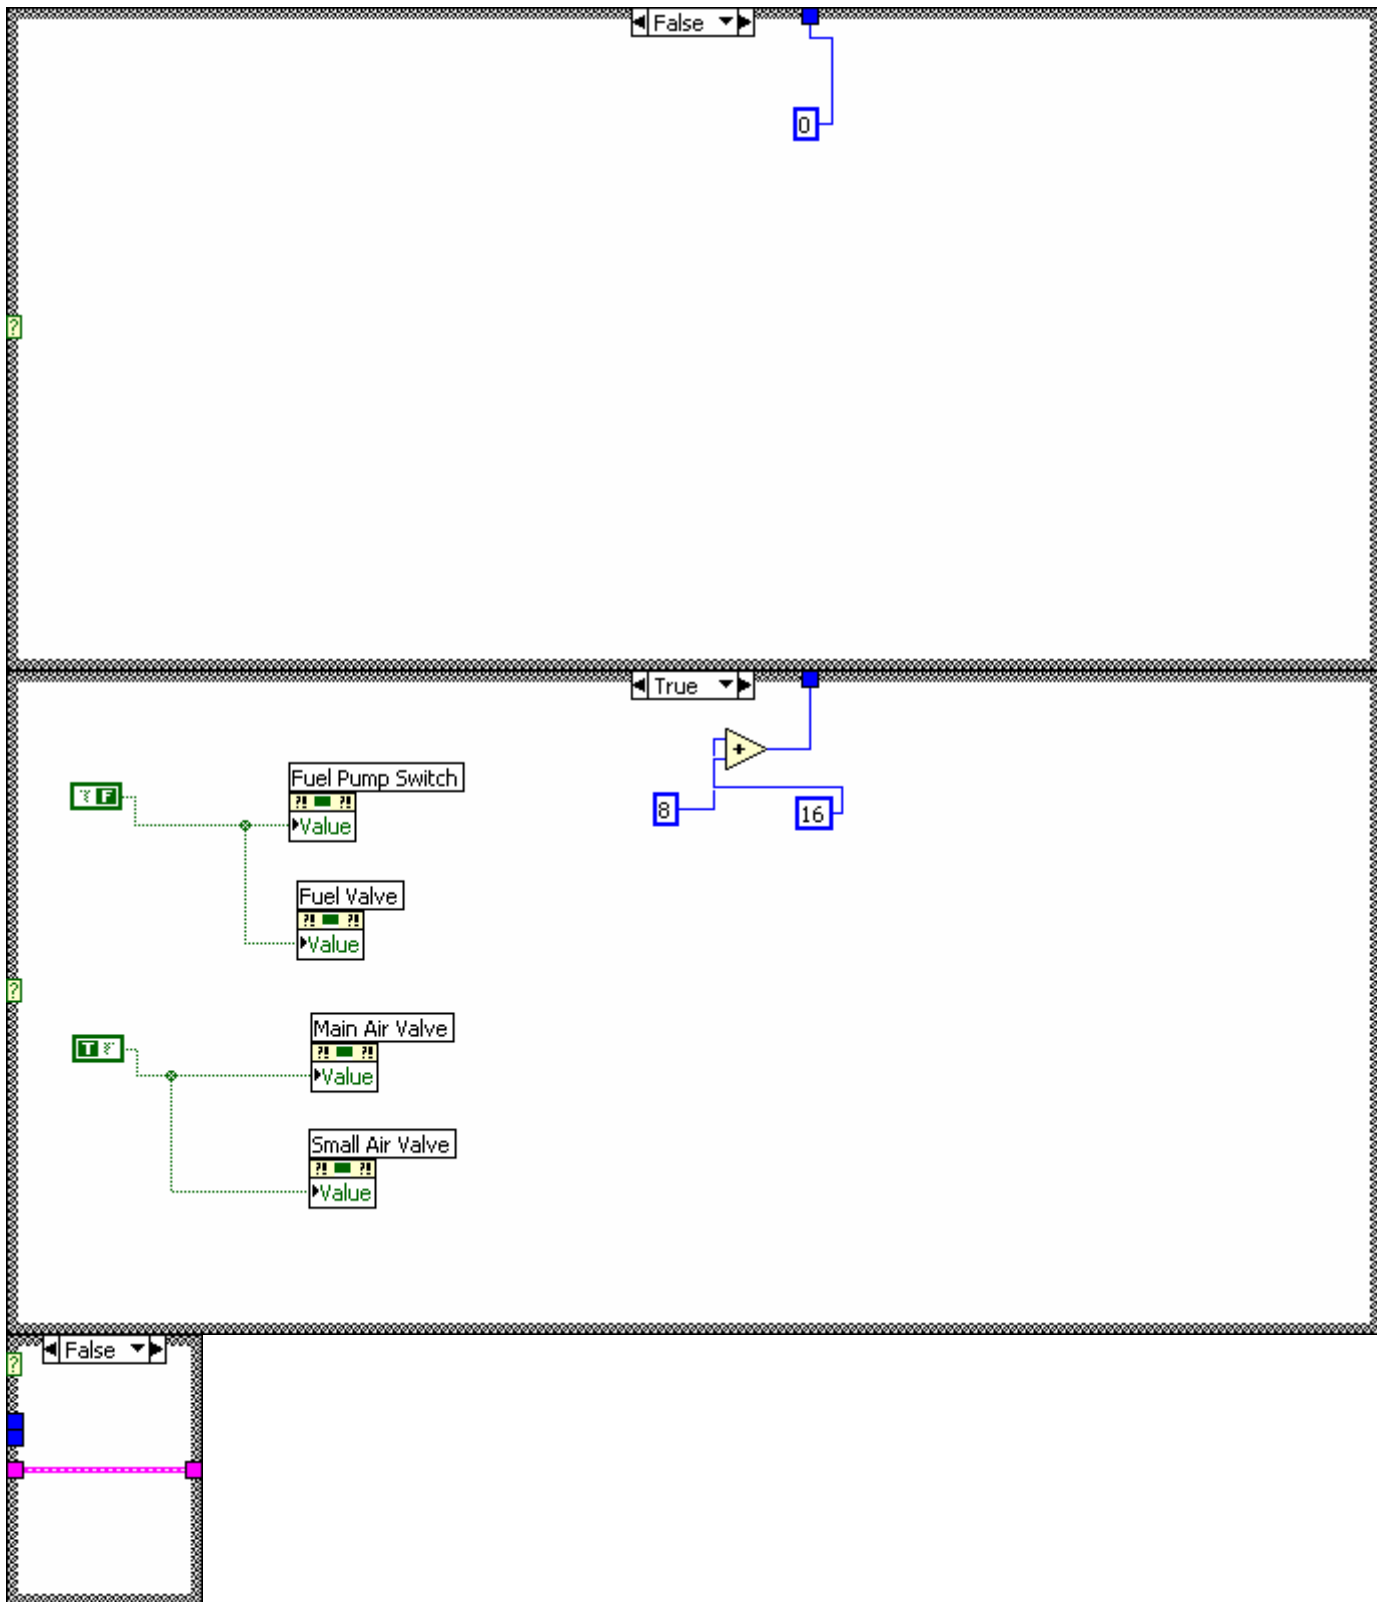 False
0
?
True
Fuel Pump Switch
F
?! ?!
Value
+
8
16
Fuel Valve
?! ?!
Value
?
Main Air Valve
T
?! ?!
Value
Small Air Valve
?! ?!
Value
False
?